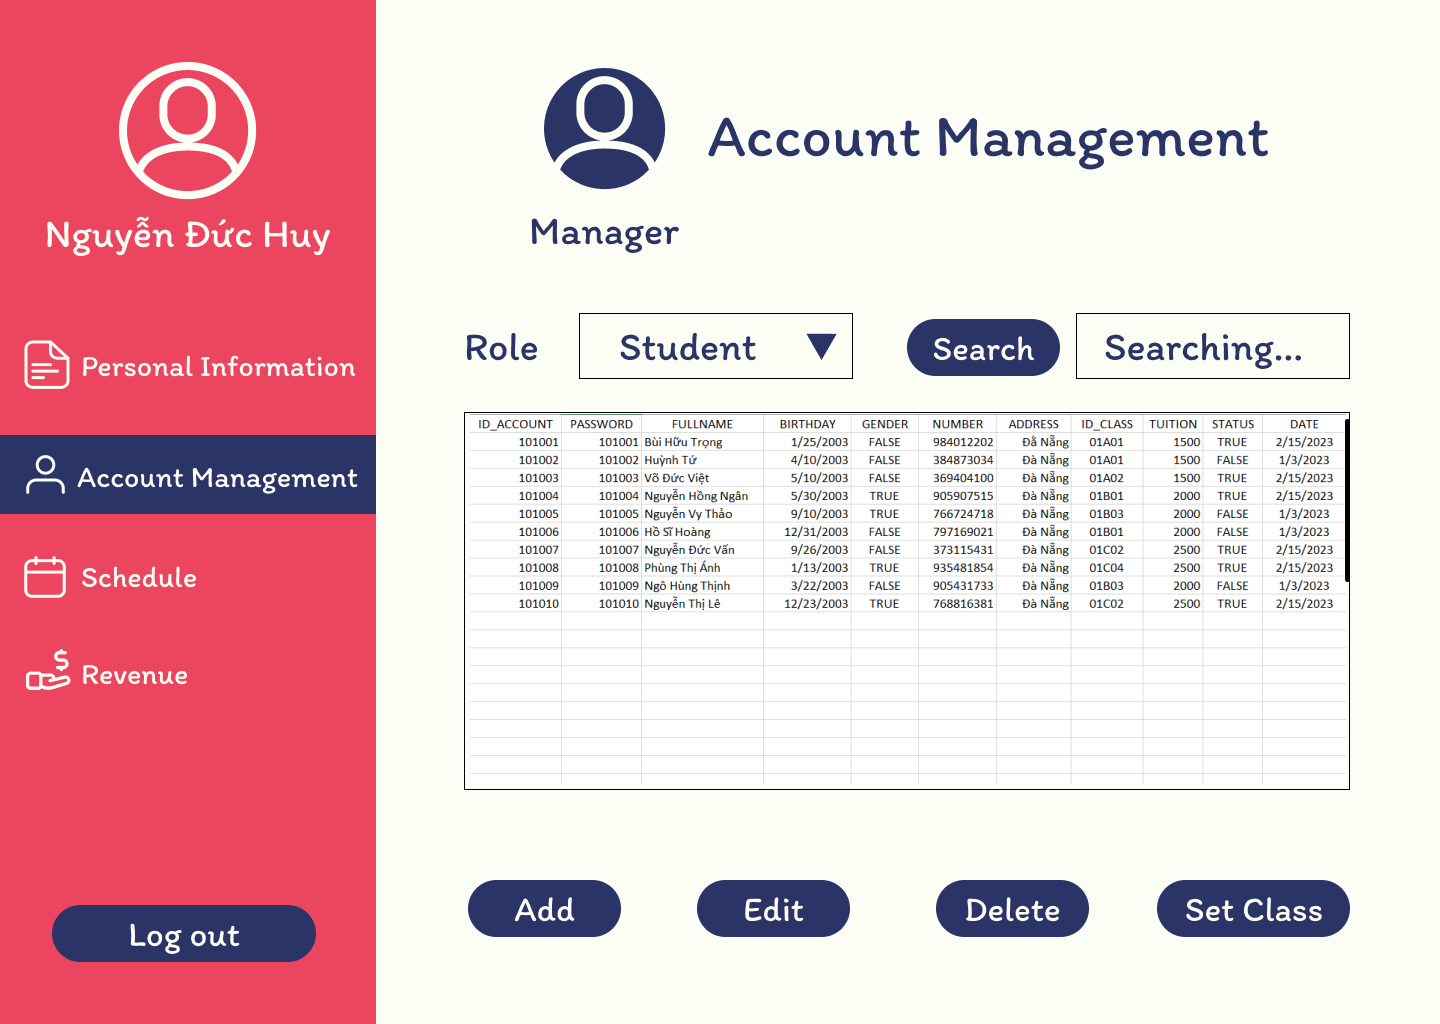 Nguyễn Đức Huy
Personal Information
Account Management
Schedule
Revenue
Log out
Account Management
Manager
Role Student Search Searching...
ID_ACCOUNT PASSWORD FULLNAME BIRTHDAY GENDER NUMBER ADDRESS ID_CLASS TUITION STATUS DATE
101001 101001 Bùi Hữu Trọng 1/25/2003 FALSE 984012202 Đằ Nẵng 01A01 1500 TRUE 2/15/2023
101002 101002 Huỳnh Tứ 4/10/2003 FALSE 384873034 Đà Nẵng 01A01 1500 FALSE 1/3/2023
101003 101003 Võ Đức Việt 5/10/2003 FALSE 369404100 Đà Nẵng 01A02 1500 TRUE 2/15/2023
101004 101004 Nguyễn Hồng Ngân 5/30/2003 TRUE 905907515 Đà Nẵng 01B01 2000 TRUE 2/15/2023
101005 101005 Nguyễn Vy Thảo 9/10/2003 TRUE 766724718 Đà Nẵng 01B03 2000 FALSE 1/3/2023
101006 101006 Hồ Sĩ Hoàng 12/31/2003 FALSE 797169021 Đà Nẵng 01B01 2000 FALSE 1/3/2023
101007 101007 Nguyễn Đức Vấn 9/26/2003 FALSE 373115431 Đà Nẵng 01C02 2500 TRUE 2/15/2023
101008 101008 Phùng Thị Ánh 1/13/2003 TRUE 935481854 Đà Nẵng 01C04 2500 TRUE 2/15/2023
101009 101009 Ngô Hùng Thịnh 3/22/2003 FALSE 905431733 Đà Nẵng 01B03 2000 FALSE 1/3/2023
101010 101010 Nguyễn Thị Lê 12/23/2003 TRUE 768816381 Đà Nẵng 01C02 2500 TRUE 2/15/2023
Add Edit Delete Set Class